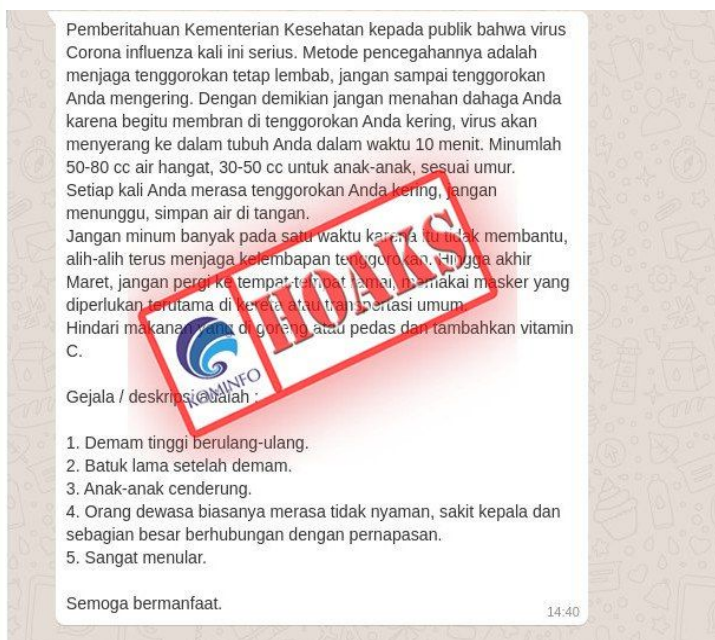 Pemberitahuan Kementerian Kesehatan kepada publik bahwa virus
Corona influenza kali ini serius. Metode pencegahannya adalah
menjaga tenggorokan tetap lembab, jangan sampai tenggorokan
Anda mengering. Dengan demikian jangan menahan dahaga Anda
karena begitu membran di tenggorokan Anda kering, virus akan
menyerang ke dalam tubuh Anda dalam waktu 10 menit. Minumlah
50-80 cc air hangat, 30-50 cc untuk anak-anak, sesuai umur.
Setiap kali Anda merasa tenggorokan Anda kering, jangan
menunggu, simpan air di tangan.
Jangan minum banyak pada satu waktu karena itu tidak membantu,
alih-alih terus menjaga kelembapan tenggorokan. Hingga akhir
Maret, jangan pergi ke tempat-tempat ramai, memakai masker yang
diperlukan terutama di kereta atau transportasi umum.
Hindari makanan yang di goreng atau pedas dan tambahkan vitamin
C.
HOAKS
KOMINFO
Gejala / deskripsi adalah :
1. Demam tinggi berulang-ulang.
2. Batuk lama setelah demam.
3. Anak-anak cenderung.
4. Orang dewasa biasanya merasa tidak nyaman, sakit kepala dan
sebagian besar berhubungan dengan pernapasan.
5. Sangat menular.
Semoga bermanfaat.
14:40